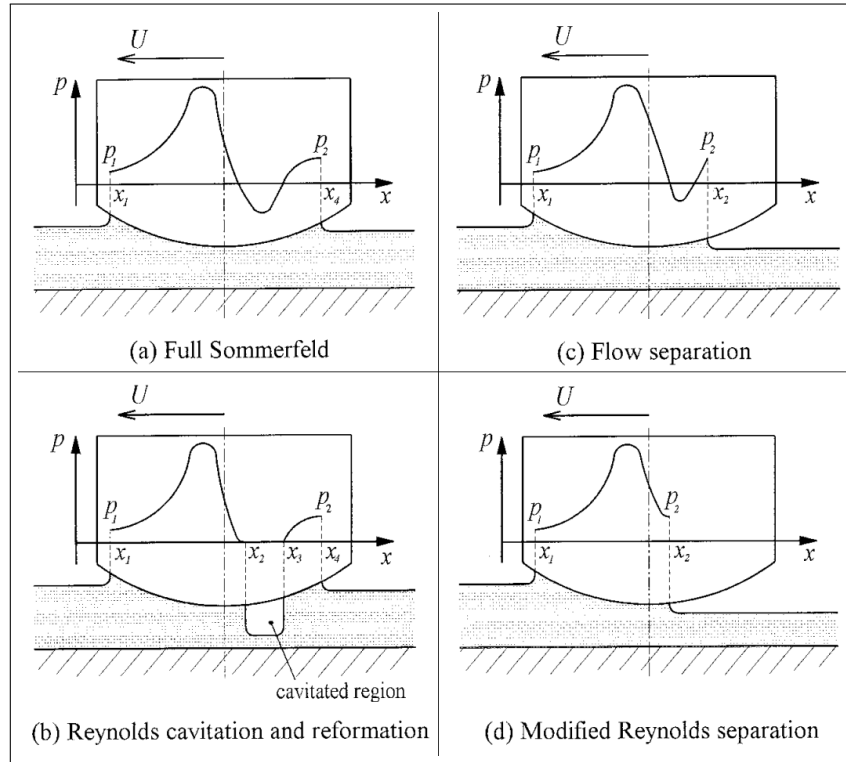 U
p
p₁
p₂
x₁
x₄
x
(a) Full Sommerfeld
U
p
p₁
p₂
x₁
x₂
x
(c) Flow separation
U
p
p₁
p₂
x₁
x₂
x₃
x₄
x
cavitated region
(b) Reynolds cavitation and reformation
U
p
p₁
p₂
x₁
x₂
x
(d) Modified Reynolds separation